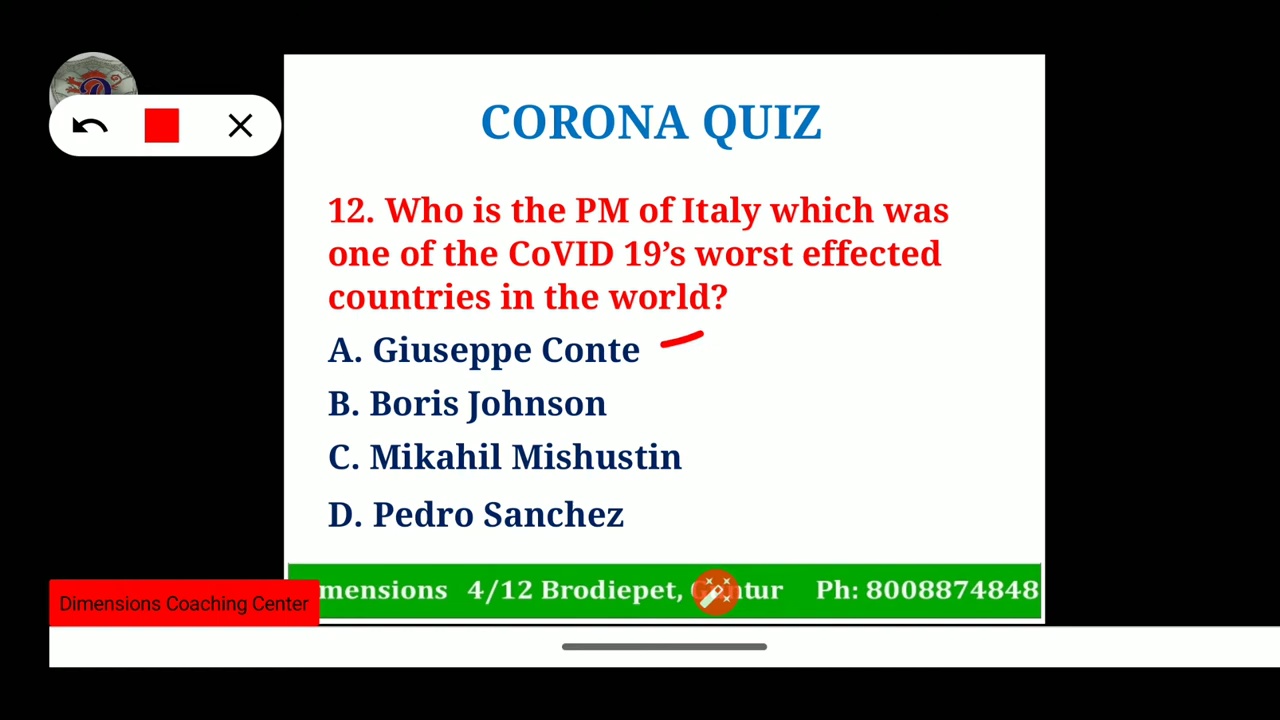 CORONA QUIZ
12. Who is the PM of Italy which was
one of the CoVID 19’s worst effected
countries in the world?
A. Giuseppe Conte
B. Boris Johnson
C. Mikahil Mishustin
D. Pedro Sanchez
mensions 4/12 Brodiepet, Ph: 8008874848
Dimensions Coaching Center